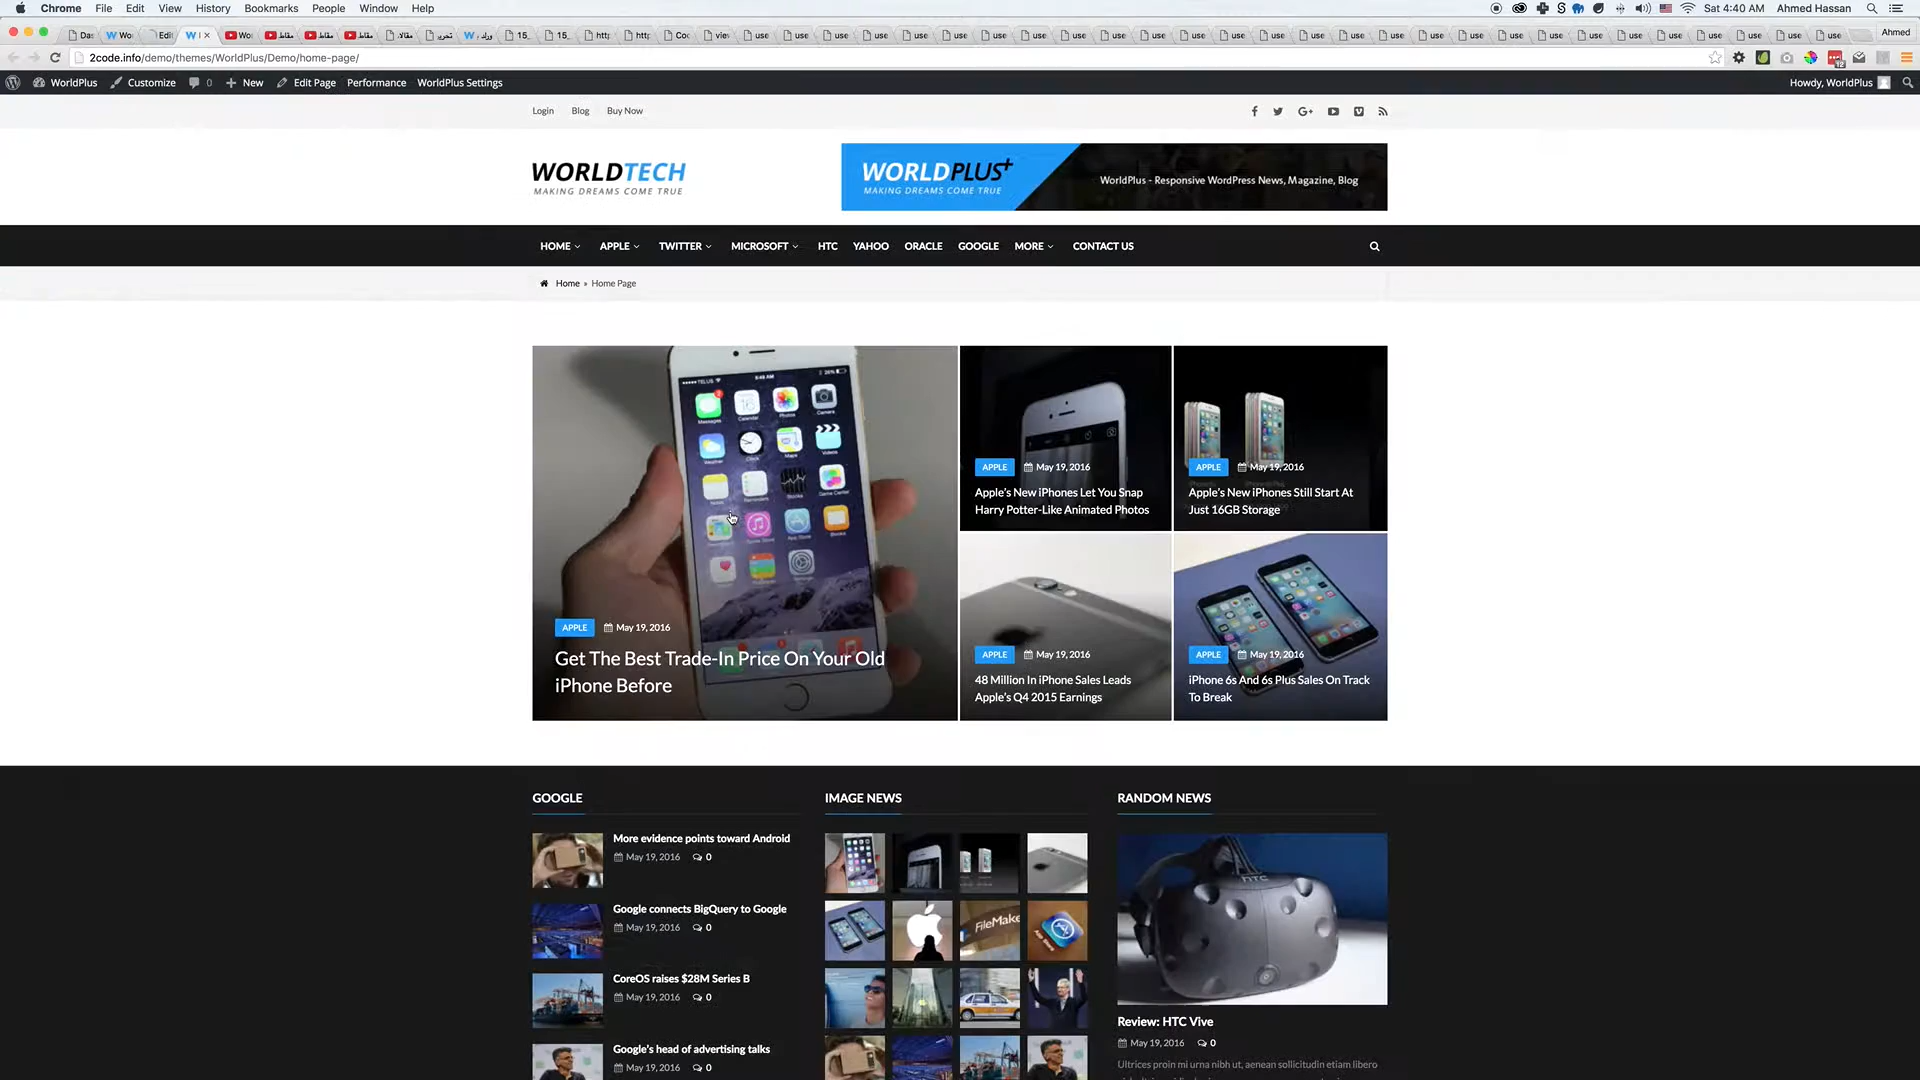 Chrome File Edit View History Bookmarks People Window Help
Sat 4:40 AM Ahmed Hassan
Ahmed
2code.info/demo/themes/WorldPlus/Demo/home-page/
WorldPlus Customize 0 New Edit Page Performance WorldPlus Settings
Howdy, WorldPlus
Login Blog Buy Now
WORLDTECH
MAKING DREAMS COME TRUE
WORLDPLUS+
MAKING DREAMS COME TRUE
WorldPlus - Responsive WordPress News, Magazine, Blog
HOME APPLE TWITTER MICROSOFT HTC YAHOO ORACLE GOOGLE MORE CONTACT US
Home » Home Page
APPLE May 19, 2016
Get The Best Trade-In Price On Your Old
iPhone Before
APPLE May 19, 2016
Apple's New iPhones Let You Snap
Harry Potter-Like Animated Photos
APPLE May 19, 2016
Apple's New iPhones Still Start At
Just 16GB Storage
APPLE May 19, 2016
48 Million In iPhone Sales Leads
Apple's Q4 2015 Earnings
APPLE May 19, 2016
iPhone 6s And 6s Plus Sales On Track
To Break
GOOGLE
More evidence points toward Android
May 19, 2016 0
Google connects BigQuery to Google
May 19, 2016 0
CoreOS raises $28M Series B
May 19, 2016 0
Google's head of advertising talks
May 19, 2016 0
IMAGE NEWS
FileMake
RANDOM NEWS
Review: HTC Vive
May 19, 2016 0
Ultrices proin mi urna nibh ut, aenean sollicitudin etiam libero